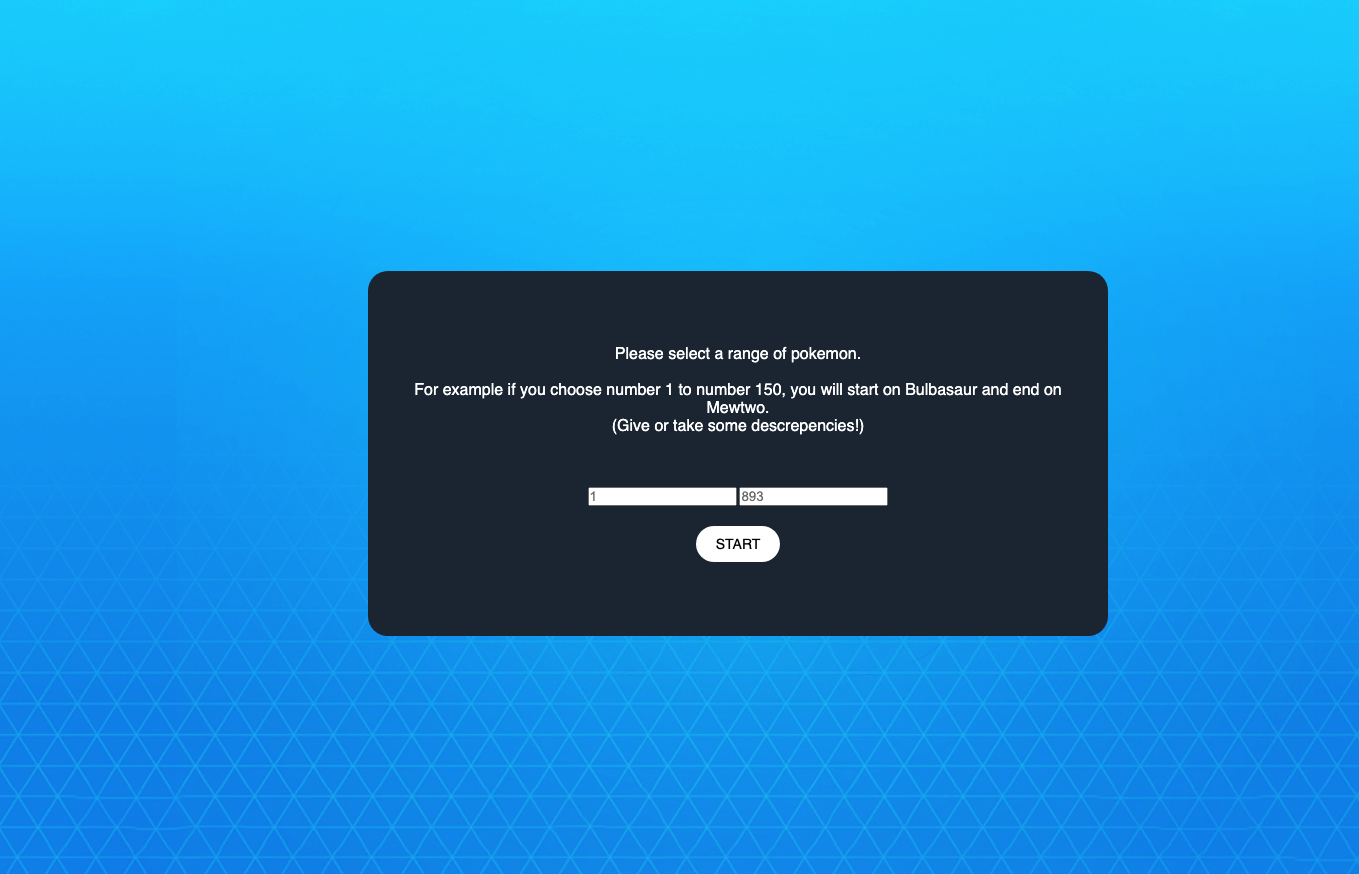 Please select a range of pokemon.
For example if you choose number 1 to number 150, you will start on Bulbasaur and end on
Mewtwo.
(Give or take some descrepencies!)
1 893
START